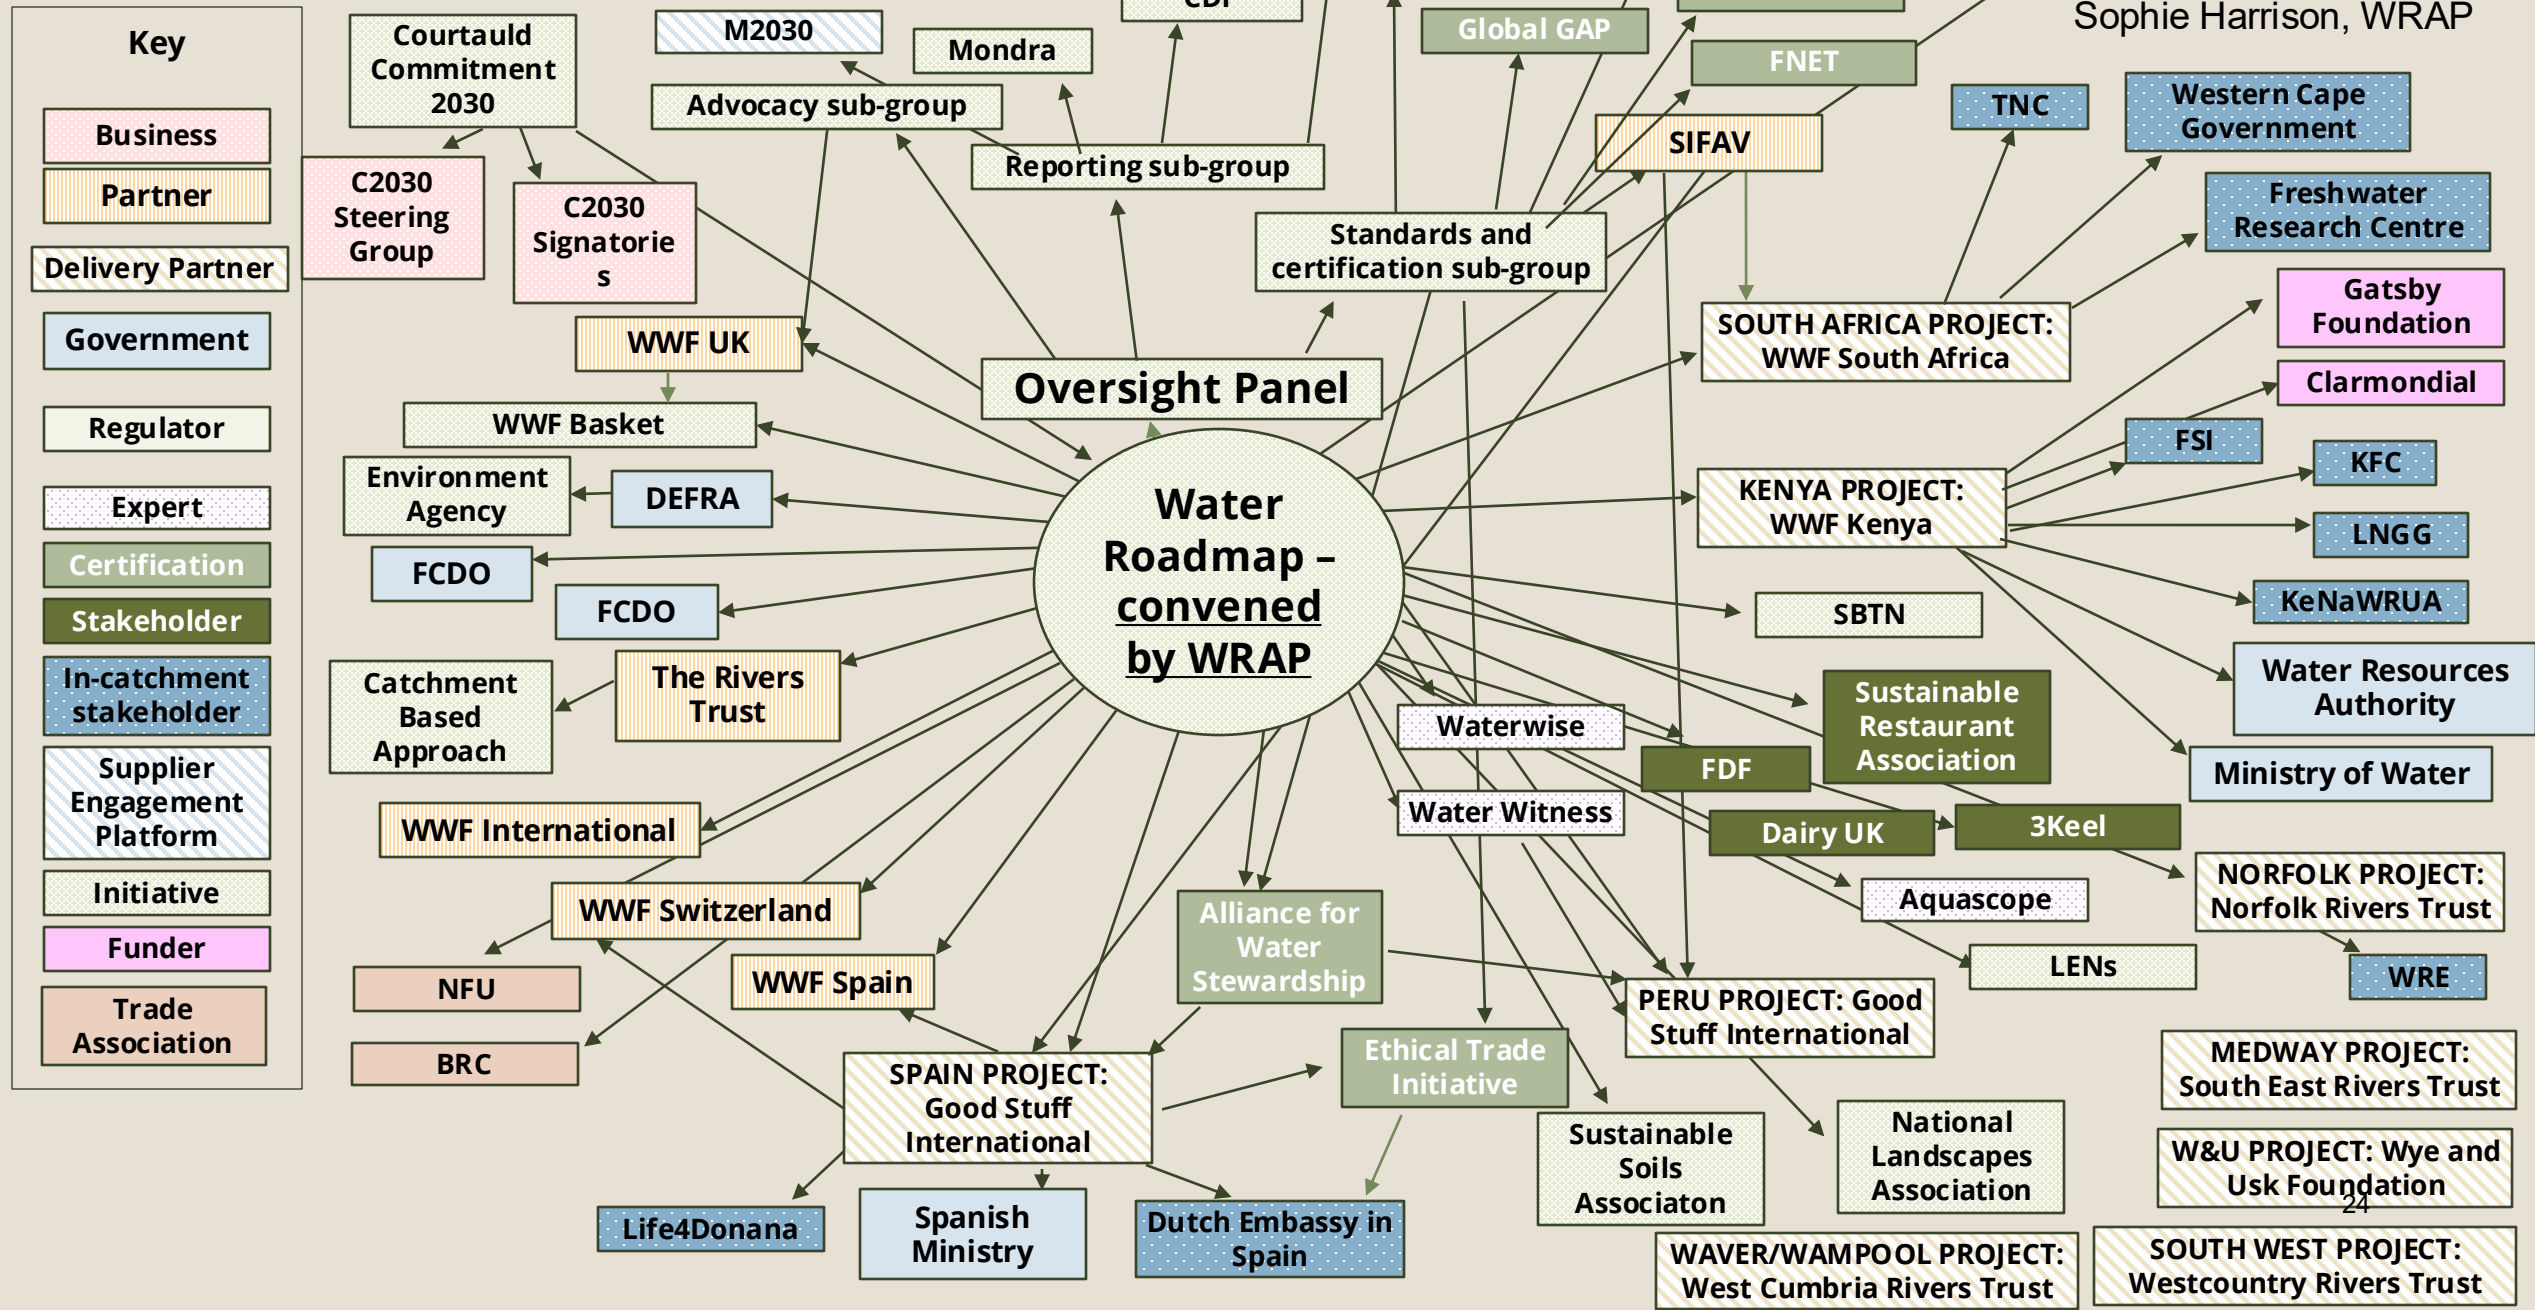 Key
Business
Partner
Delivery Partner
Government
Regulator
Expert
Certification
Stakeholder
In-catchment
stakeholder
Supplier
Engagement
Platform
Initiative
Funder
Trade
Association
Courtauld
Commitment
2030
C2030
Steering
Group
C2030
Signatorie
s
M2030
Mondra
Advocacy sub-group
Reporting sub-group
Global GAP
FNET
Sophie Harrison, WRAP
SIFAV
TNC
Western Cape
Government
Freshwater
Research Centre
Standards and
certification sub-group
Gatsby
Foundation
Clarmondial
SOUTH AFRICA PROJECT:
WWF South Africa
WWF UK
Oversight Panel
WWF Basket
FSI
KFC
Environment
Agency
DEFRA
KENYA PROJECT:
WWF Kenya
LNGG
Water
Roadmap –
convened
by WRAP
FCDO
FCDO
SBTN
KeNaWRUA
Water Resources
Authority
Catchment
Based
Approach
The Rivers
Trust
Sustainable
Restaurant
Association
Waterwise
FDF
Ministry of Water
WWF International
Water Witness
Dairy UK
3Keel
WWF Switzerland
Aquascope
NORFOLK PROJECT:
Norfolk Rivers Trust
Alliance for
Water
Stewardship
NFU
WWF Spain
LENs
WRE
PERU PROJECT: Good
Stuff International
BRC
SPAIN PROJECT:
Good Stuff
International
Ethical Trade
Initiative
MEDWAY PROJECT:
South East Rivers Trust
Sustainable
Soils
Associaton
National
Landscapes
Association
W&U PROJECT: Wye and
Usk Foundation
24
Life4Donana
Spanish
Ministry
Dutch Embassy in
Spain
WAVER/WAMPOOL PROJECT:
West Cumbria Rivers Trust
SOUTH WEST PROJECT:
Westcountry Rivers Trust